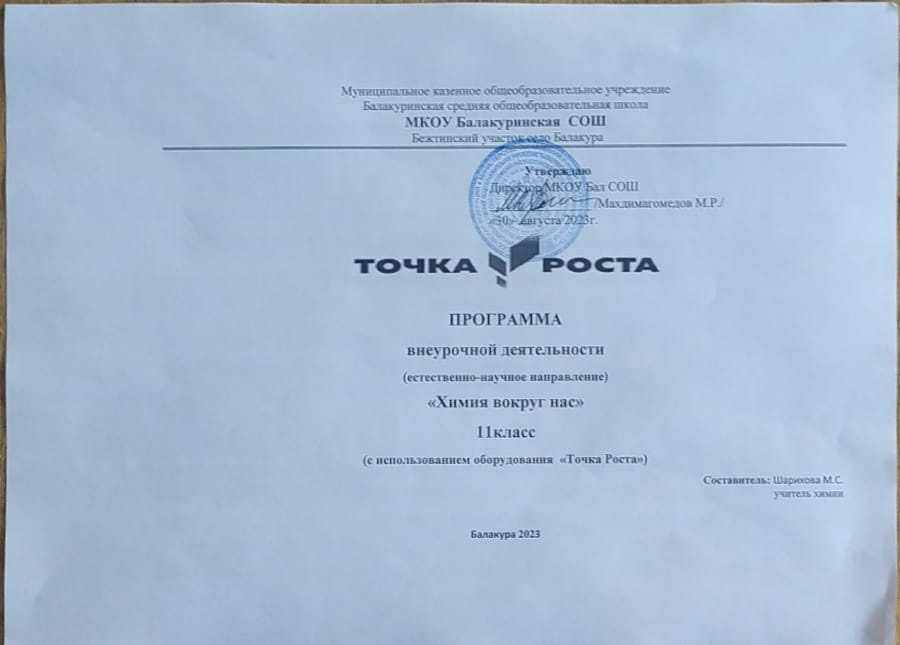 Муниципальное казенное общеобразовательное учреждение
Балакуринская средняя общеобразовательная школа
МКОУ Балакуринская СОШ
Бежтинский участок село Балакура
Утверждаю
Директор МКОУ Бал СОШ
/Махдимагомедов М.Р./
«30» августа 2023г.
ТОЧКА РОСТА
ПРОГРАММА
внеурочной деятельности
(естественно-научное направление)
«Химия вокруг нас»
11класс
(с использованием оборудования «Точка Роста»)
Составитель: Шарихова М.С.
учитель химии
Балакура 2023